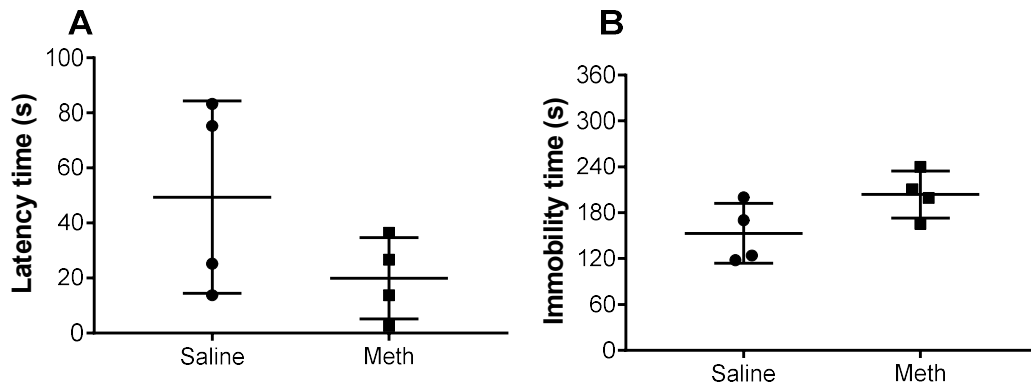 A
Latency time (s)
100
80
60
40
20
0
Saline
Meth
B
Immobility time (s)
360
300
240
180
120
60
0
Saline
Meth